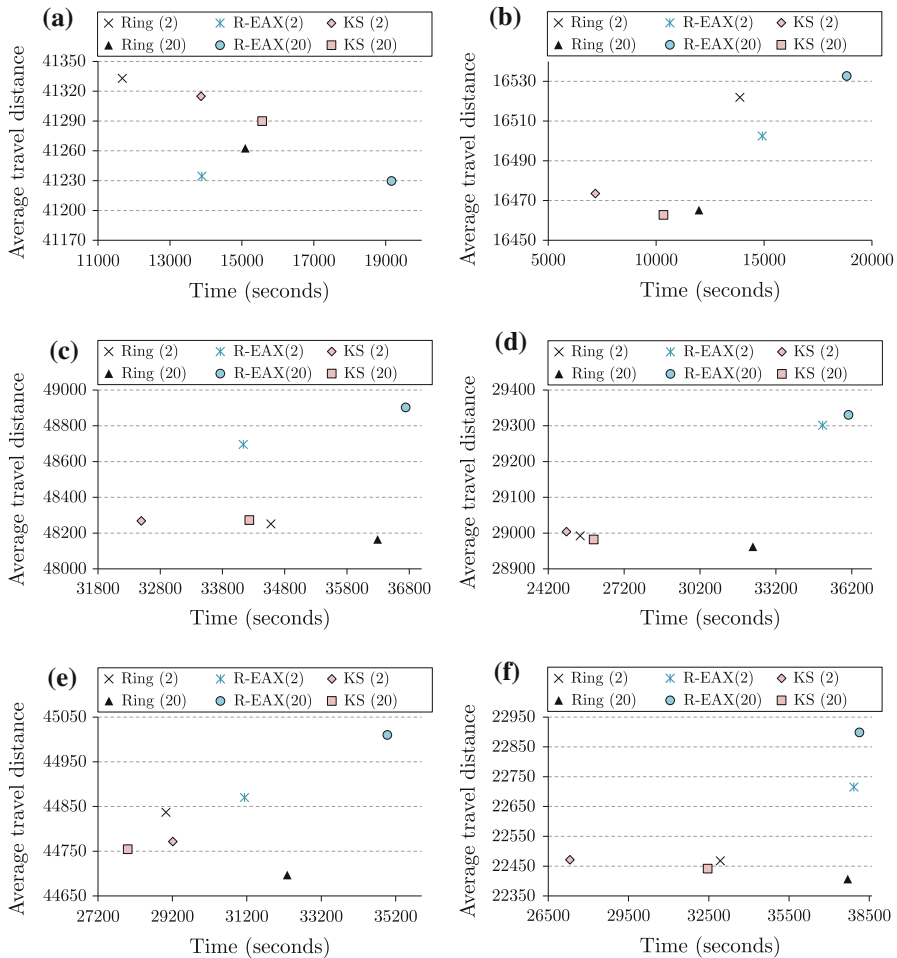 (a)
Ring (2) R-EAX(2) KS (2)
Ring (20) R-EAX(20) KS (20)
Average travel distance
41350
41320
41290
41260
41230
41200
41170
11000 13000 15000 17000 19000
Time (seconds)
(b)
Ring (2) R-EAX(2) KS (2)
Ring (20) R-EAX(20) KS (20)
Average travel distance
16530
16510
16490
16470
16450
5000 10000 15000 20000
Time (seconds)
(c)
Ring (2) R-EAX(2) KS (2)
Ring (20) R-EAX(20) KS (20)
Average travel distance
49000
48800
48600
48400
48200
48000
31800 32800 33800 34800 35800 36800
Time (seconds)
(d)
Ring (2) R-EAX(2) KS (2)
Ring (20) R-EAX(20) KS (20)
Average travel distance
29400
29300
29200
29100
29000
28900
24200 27200 30200 33200 36200
Time (seconds)
(e)
Ring (2) R-EAX(2) KS (2)
Ring (20) R-EAX(20) KS (20)
Average travel distance
45050
44950
44850
44750
44650
27200 29200 31200 33200 35200
Time (seconds)
(f)
Ring (2) R-EAX(2) KS (2)
Ring (20) R-EAX(20) KS (20)
Average travel distance
22950
22850
22750
22650
22550
22450
22350
26500 29500 32500 35500 38500
Time (seconds)